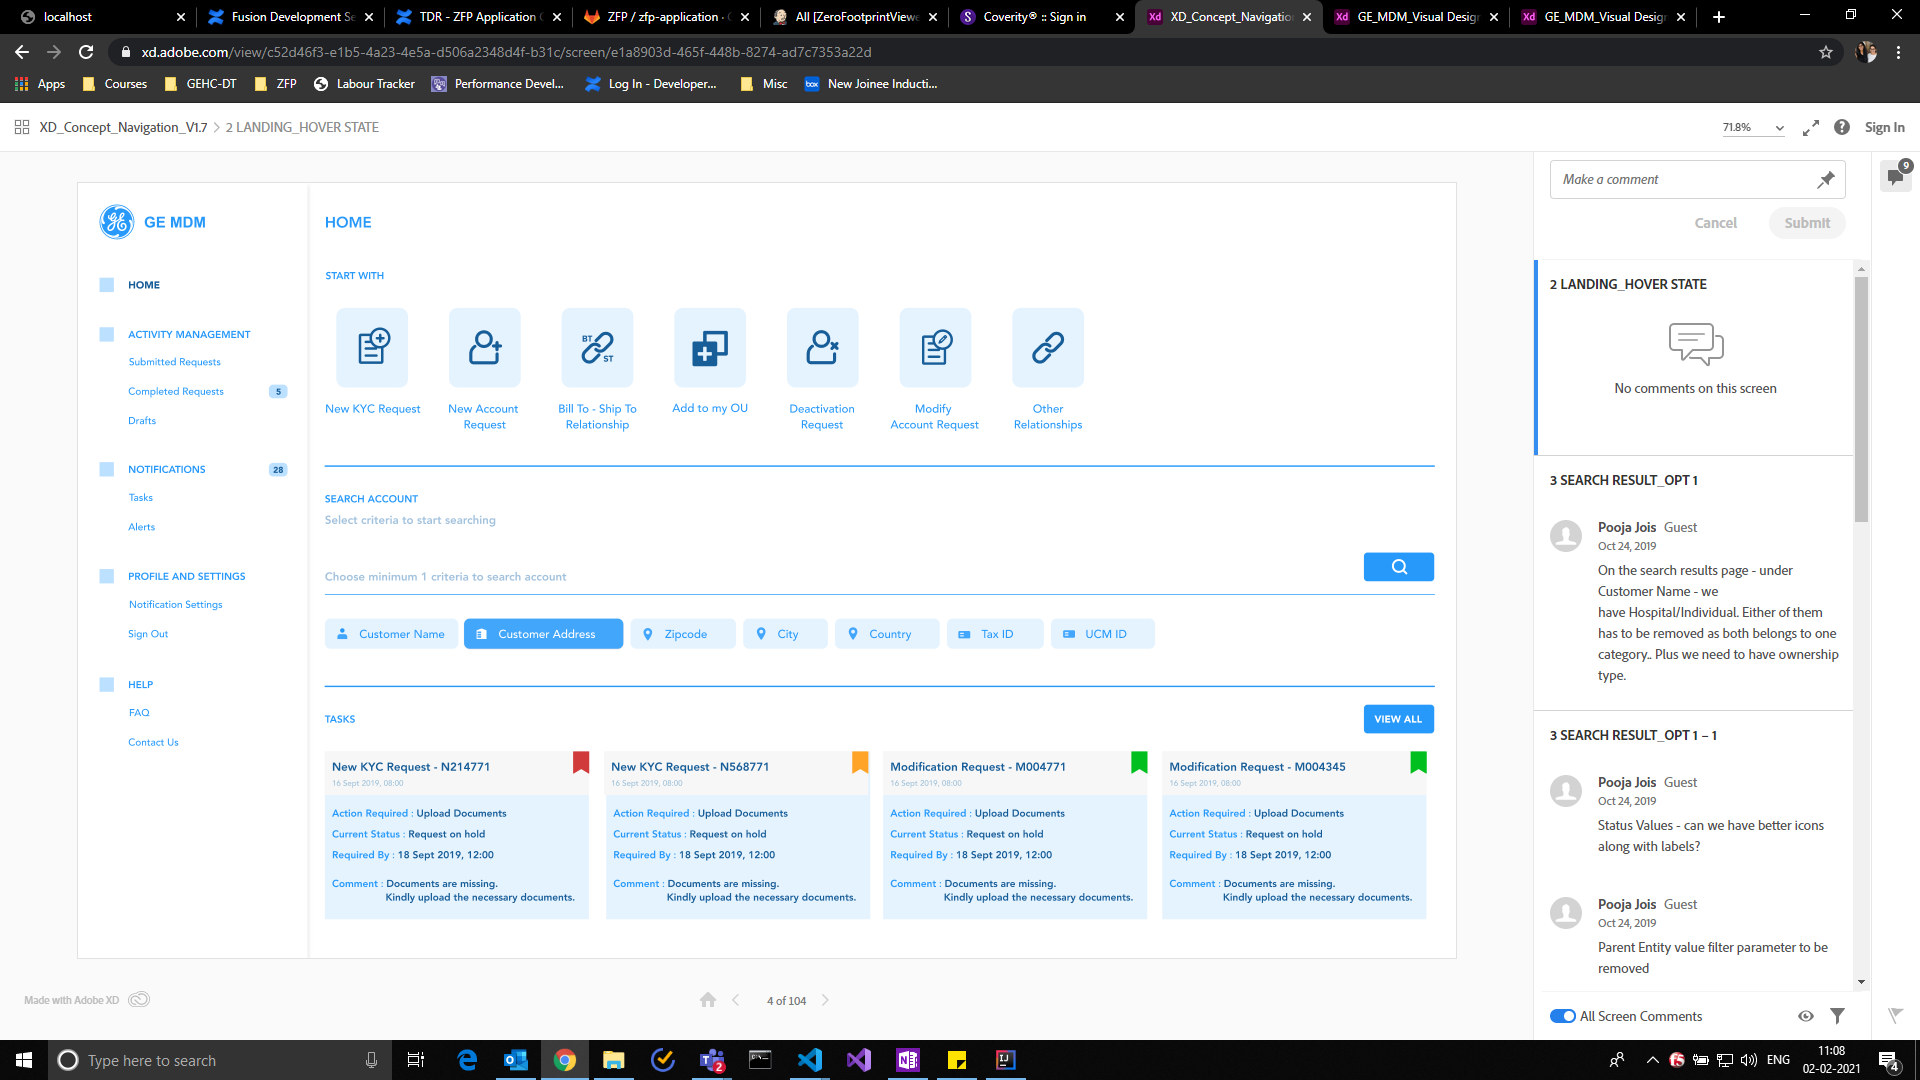 localhost
Fusion Development Se
TDR - ZFP Application
ZFP / zfp-application
All [ZeroFootprintViewe
Coverity® :: Sign in
XD_Concept_Navigation
GE_MDM_Visual Design
GE_MDM_Visual Design
xd.adobe.com/view/c52d46f3-e1b5-4a23-4e5a-d506a2348d4f-b31c/screen/e1a8903d-465f-448b-8274-ad7c7353a22d
Apps
Courses
GEHC-DT
ZFP
Labour Tracker
Performance Devel...
Log In - Developer...
Misc
New Joinee Inducti...
XD_Concept_Navigation_V1.7 > 2 LANDING_HOVER STATE
71.8%
Sign In
GE MDM
HOME
ACTIVITY MANAGEMENT
Submitted Requests
Completed Requests 5
Drafts
NOTIFICATIONS 28
Tasks
Alerts
PROFILE AND SETTINGS
Notification Settings
Sign Out
HELP
FAQ
Contact Us
HOME
START WITH
New KYC Request
New Account
Request
BT
ST
Bill To - Ship To
Relationship
Add to my OU
Deactivation
Request
Modify
Account Request
Other
Relationships
SEARCH ACCOUNT
Select criteria to start searching
Choose minimum 1 criteria to search account
Customer Name
Customer Address
Zipcode
City
Country
Tax ID
UCM ID
TASKS
VIEW ALL
New KYC Request - N214771
16 Sept 2019, 08:00
Action Required : Upload Documents
Current Status : Request on hold
Required By : 18 Sept 2019, 12:00
Comment : Documents are missing.
Kindly upload the necessary documents.
New KYC Request - N568771
16 Sept 2019, 08:00
Action Required : Upload Documents
Current Status : Request on hold
Required By : 18 Sept 2019, 12:00
Comment : Documents are missing.
Kindly upload the necessary documents.
Modification Request - M004771
16 Sept 2019, 08:00
Action Required : Upload Documents
Current Status : Request on hold
Required By : 18 Sept 2019, 12:00
Comment : Documents are missing.
Kindly upload the necessary documents.
Modification Request - M004345
16 Sept 2019, 08:00
Action Required : Upload Documents
Current Status : Request on hold
Required By : 18 Sept 2019, 12:00
Comment : Documents are missing.
Kindly upload the necessary documents.
Made with Adobe XD
4 of 104
Make a comment
9
Cancel
Submit
2 LANDING_HOVER STATE
No comments on this screen
3 SEARCH RESULT_OPT 1
Pooja Jois Guest
Oct 24, 2019
On the search results page - under
Customer Name - we
have Hospital/Individual. Either of them
has to be removed as both belongs to one
category.. Plus we need to have ownership
type.
3 SEARCH RESULT_OPT 1 – 1
Pooja Jois Guest
Oct 24, 2019
Status Values - can we have better icons
along with labels?
Pooja Jois Guest
Oct 24, 2019
Parent Entity value filter parameter to be
removed
All Screen Comments
Type here to search
2
ENG
11:08
02-02-2021
4